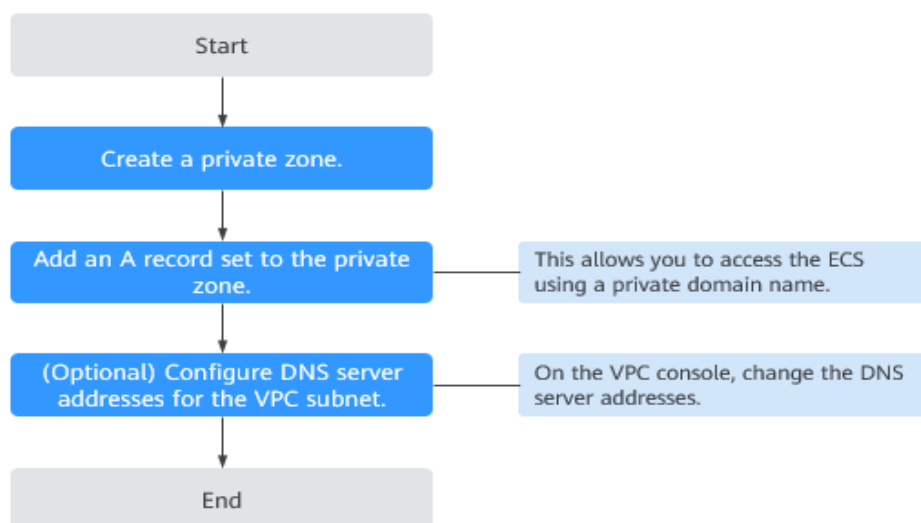 Start
Create a private zone.
Add an A record set to the private
zone.
This allows you to access the ECS
using a private domain name.
(Optional) Configure DNS server
addresses for the VPC subnet.
On the VPC console, change the DNS
server addresses.
End